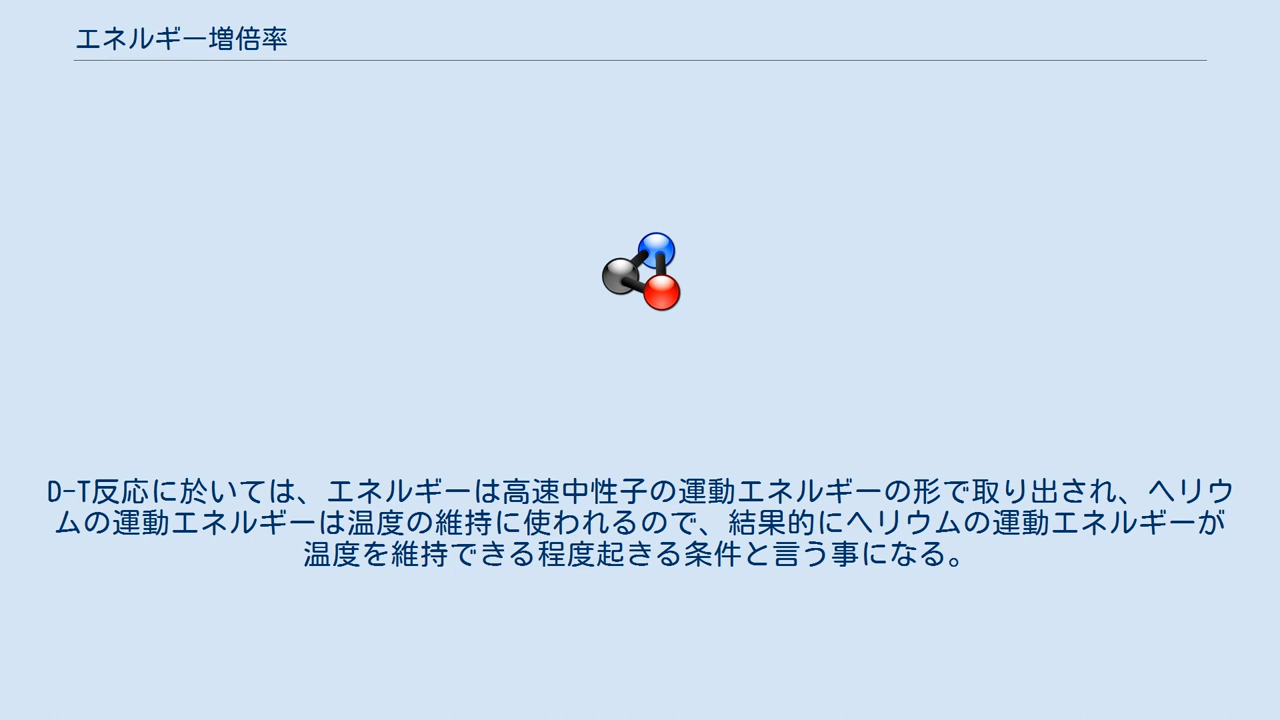 エネルギー増倍率
D-T反応に於いては、エネルギーは高速中性子の運動エネルギーの形で取り出され、ヘリウ
ムの運動エネルギーは温度の維持に使われるので、結果的にヘリウムの運動エネルギーが
温度を維持できる程度起きる条件と言う事になる。